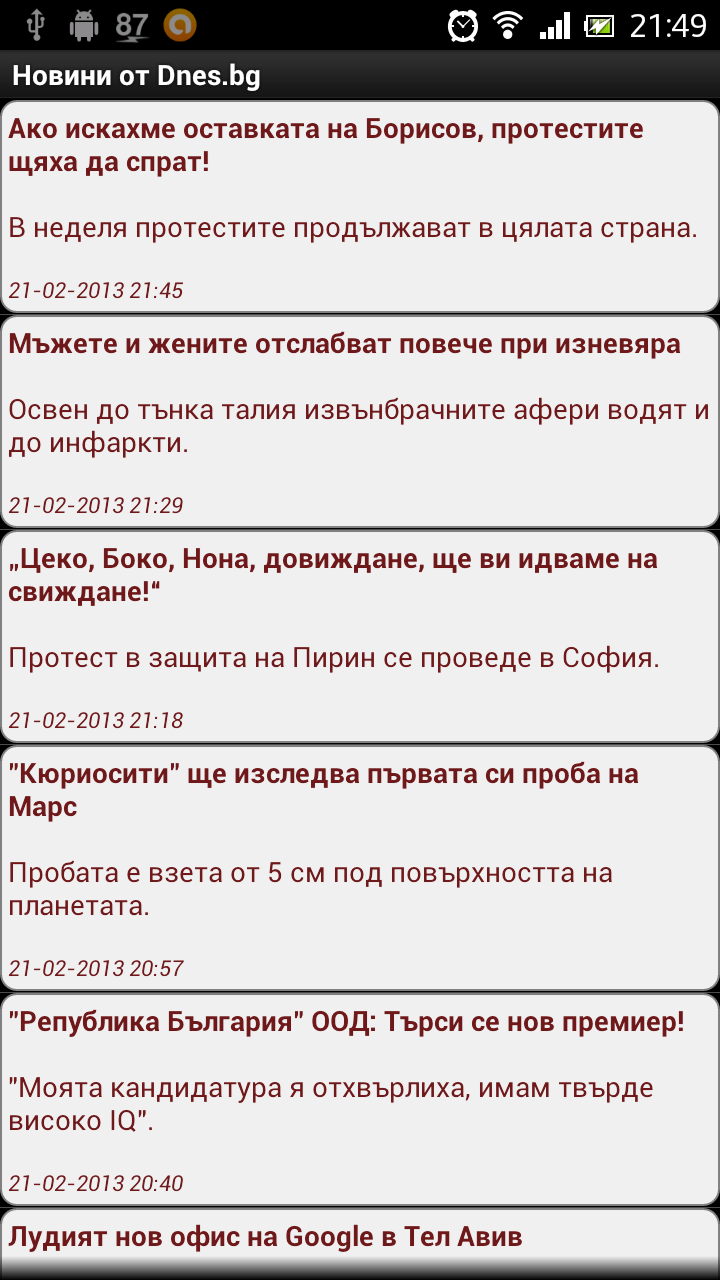 87
21:49
Новини от Dnes.bg
Ако искахме оставката на Борисов, протестите
щяха да спрат!
В неделя протестите продължават в цялата страна.
21-02-2013 21:45
Мъжете и жените отслабват повече при изневяра
Освен до тънка талия извънбрачните афери водят и
до инфаркти.
21-02-2013 21:29
„Цеко, Боко, Нона, довиждане, ще ви идваме на
свиждане!“
Протест в защита на Пирин се проведе в София.
21-02-2013 21:18
"Кюриосити" ще изследва първата си проба на
Марс
Пробата е взета от 5 см под повърхността на
планетата.
21-02-2013 20:57
"Република България" ООД: Търси се нов премиер!
"Моята кандидатура я отхвърлиха, имам твърде
високо IQ".
21-02-2013 20:40
Лудият нов офис на Google в Тел Авив